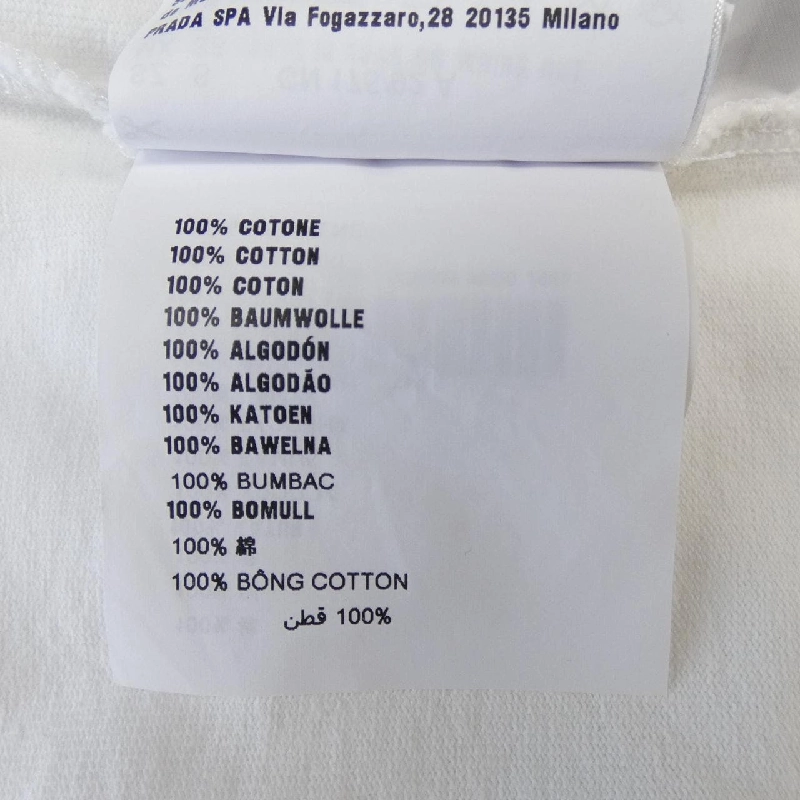 PRADA SPA Via Fogazzaro,28 20135 Milano
100% COTONE
100% COTTON
100% COTON
100% BAUMWOLLE
100% ALGODÓN
100% ALGODÃO
100% KATOEN
100% BAWELNA
100% BUMBAC
100% BOMULL
100% 綿
100% BÔNG COTTON
100% قطن